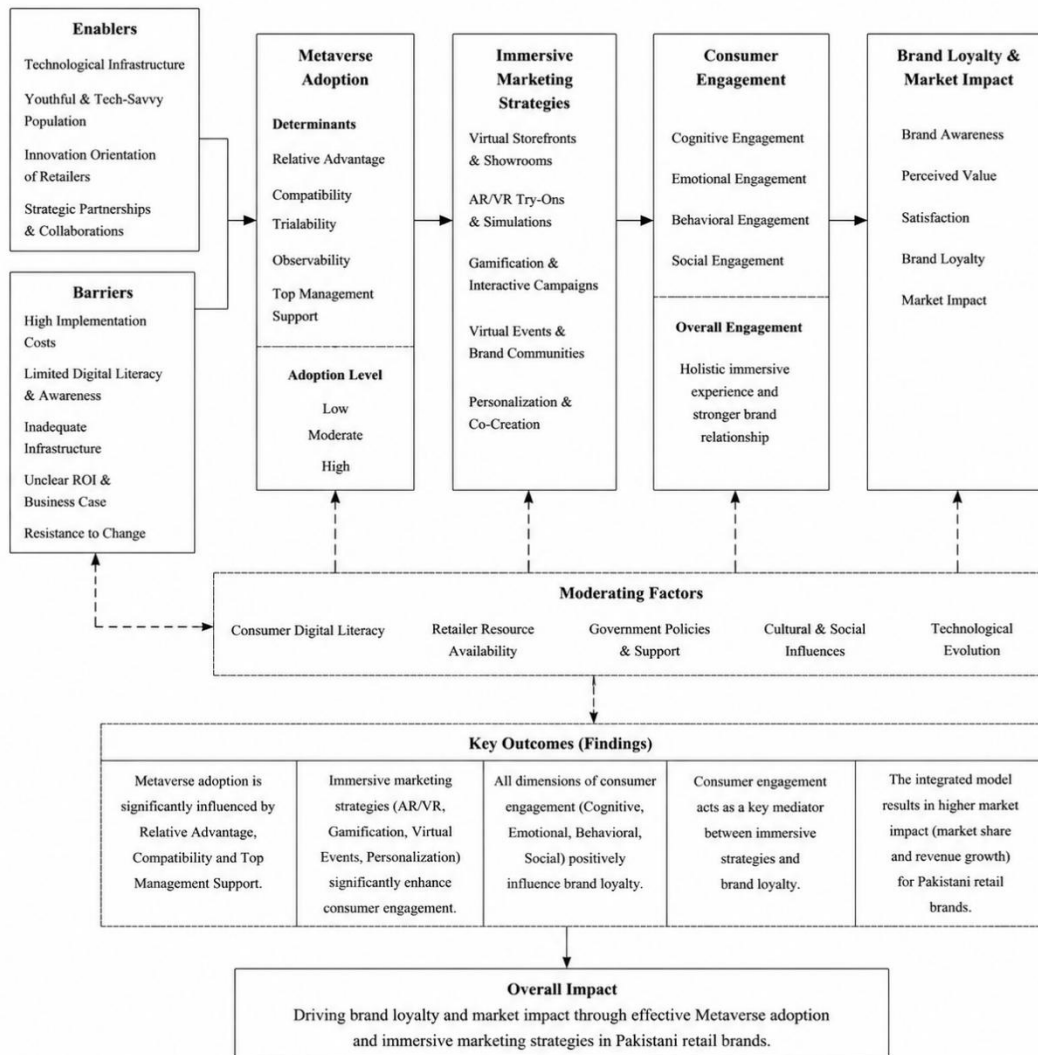 Enablers
Technological Infrastructure
Youthful & Tech-Savvy
Population
Innovation Orientation
of Retailers
Strategic Partnerships
& Collaborations
Barriers
High Implementation
Costs
Limited Digital Literacy
& Awareness
Inadequate
Infrastructure
Unclear ROI &
Business Case
Resistance to Change
Metaverse
Adoption
Determinants
Relative Advantage
Compatibility
Trialability
Observability
Top Management
Support
Adoption Level
Low
Moderate
High
Immersive
Marketing
Strategies
Virtual Storefronts
& Showrooms
AR/VR Try-Ons
& Simulations
Gamification &
Interactive Campaigns
Virtual Events &
Brand Communities
Personalization &
Co-Creation
Consumer
Engagement
Cognitive Engagement
Emotional Engagement
Behavioral Engagement
Social Engagement
Overall Engagement
Holistic immersive
experience and
stronger brand
relationship
Brand Loyalty &
Market Impact
Brand Awareness
Perceived Value
Satisfaction
Brand Loyalty
Market Impact
Moderating Factors
Consumer Digital Literacy
Retailer Resource
Availability
Government Policies
& Support
Cultural & Social
Influences
Technological
Evolution
Key Outcomes (Findings)
Metaverse adoption is
significantly influenced by
Relative Advantage,
Compatibility and Top
Management Support.
Immersive marketing
strategies (AR/VR,
Gamification, Virtual
Events, Personalization)
significantly enhance
consumer engagement.
All dimensions of consumer
engagement (Cognitive,
Emotional, Behavioral,
Social) positively
influence brand loyalty.
Consumer engagement
acts as a key mediator
between immersive
strategies and
brand loyalty.
The integrated model
results in higher market
impact (market share
and revenue growth)
for Pakistani retail
brands.
Overall Impact
Driving brand loyalty and market impact through effective Metaverse adoption
and immersive marketing strategies in Pakistani retail brands.